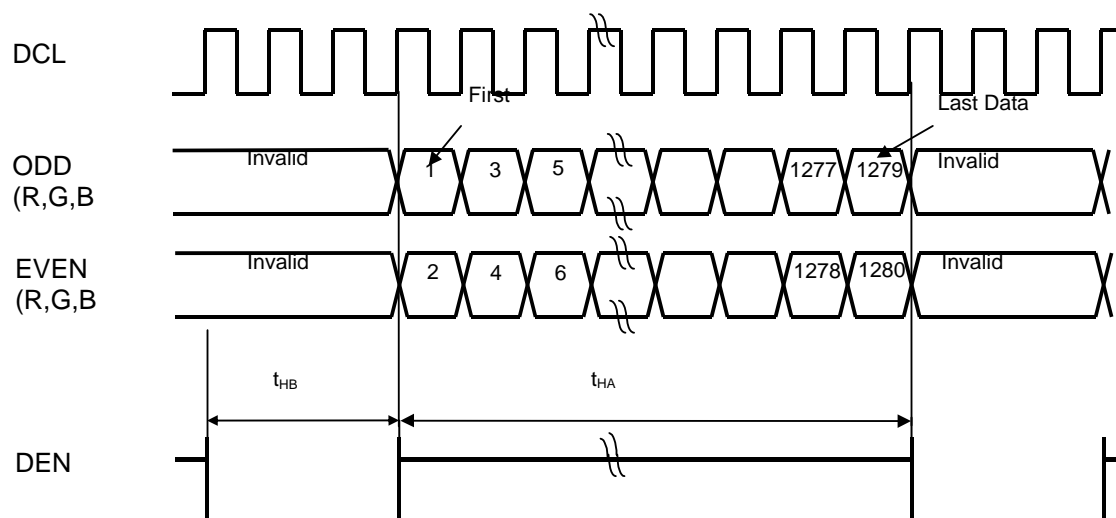 DCL
First
Last Data
ODD
(R,G,B
Invalid 1 3 5 1277 1279 Invalid
EVEN
(R,G,B
Invalid 2 4 6 1278 1280 Invalid
tHB tHA
DEN